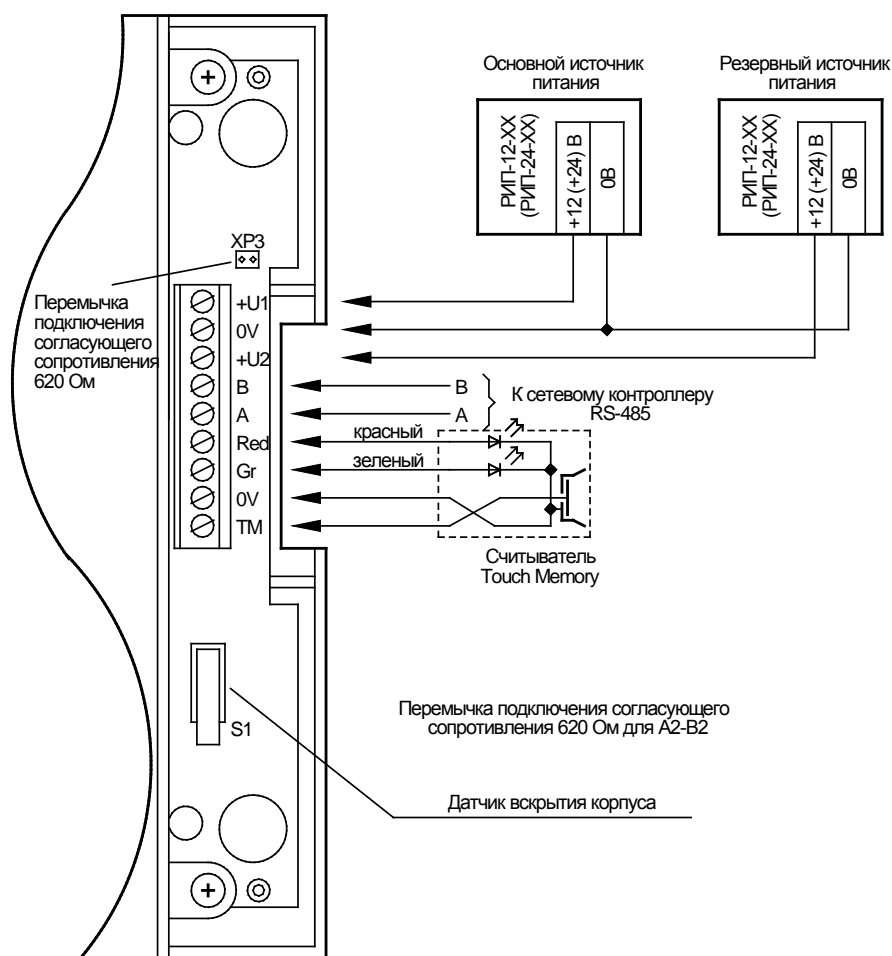 Основной источник
питания
Резервный источник
питания
РИП-12-XX
(РИП-24-XX)
+12 (+24) В
0В
РИП-12-XX
(РИП-24-XX)
+12 (+24) В
0В
XP3
Перемычка
подключения
согласующего
сопротивления
620 Ом
+U1
0V
+U2
B
A
Red
Gr
0V
TM
B
A
К сетевому контроллеру
RS-485
красный
зеленый
Считыватель
Touch Memory
S1
Перемычка подключения согласующего
сопротивления 620 Ом для A2-B2
Датчик вскрытия корпуса